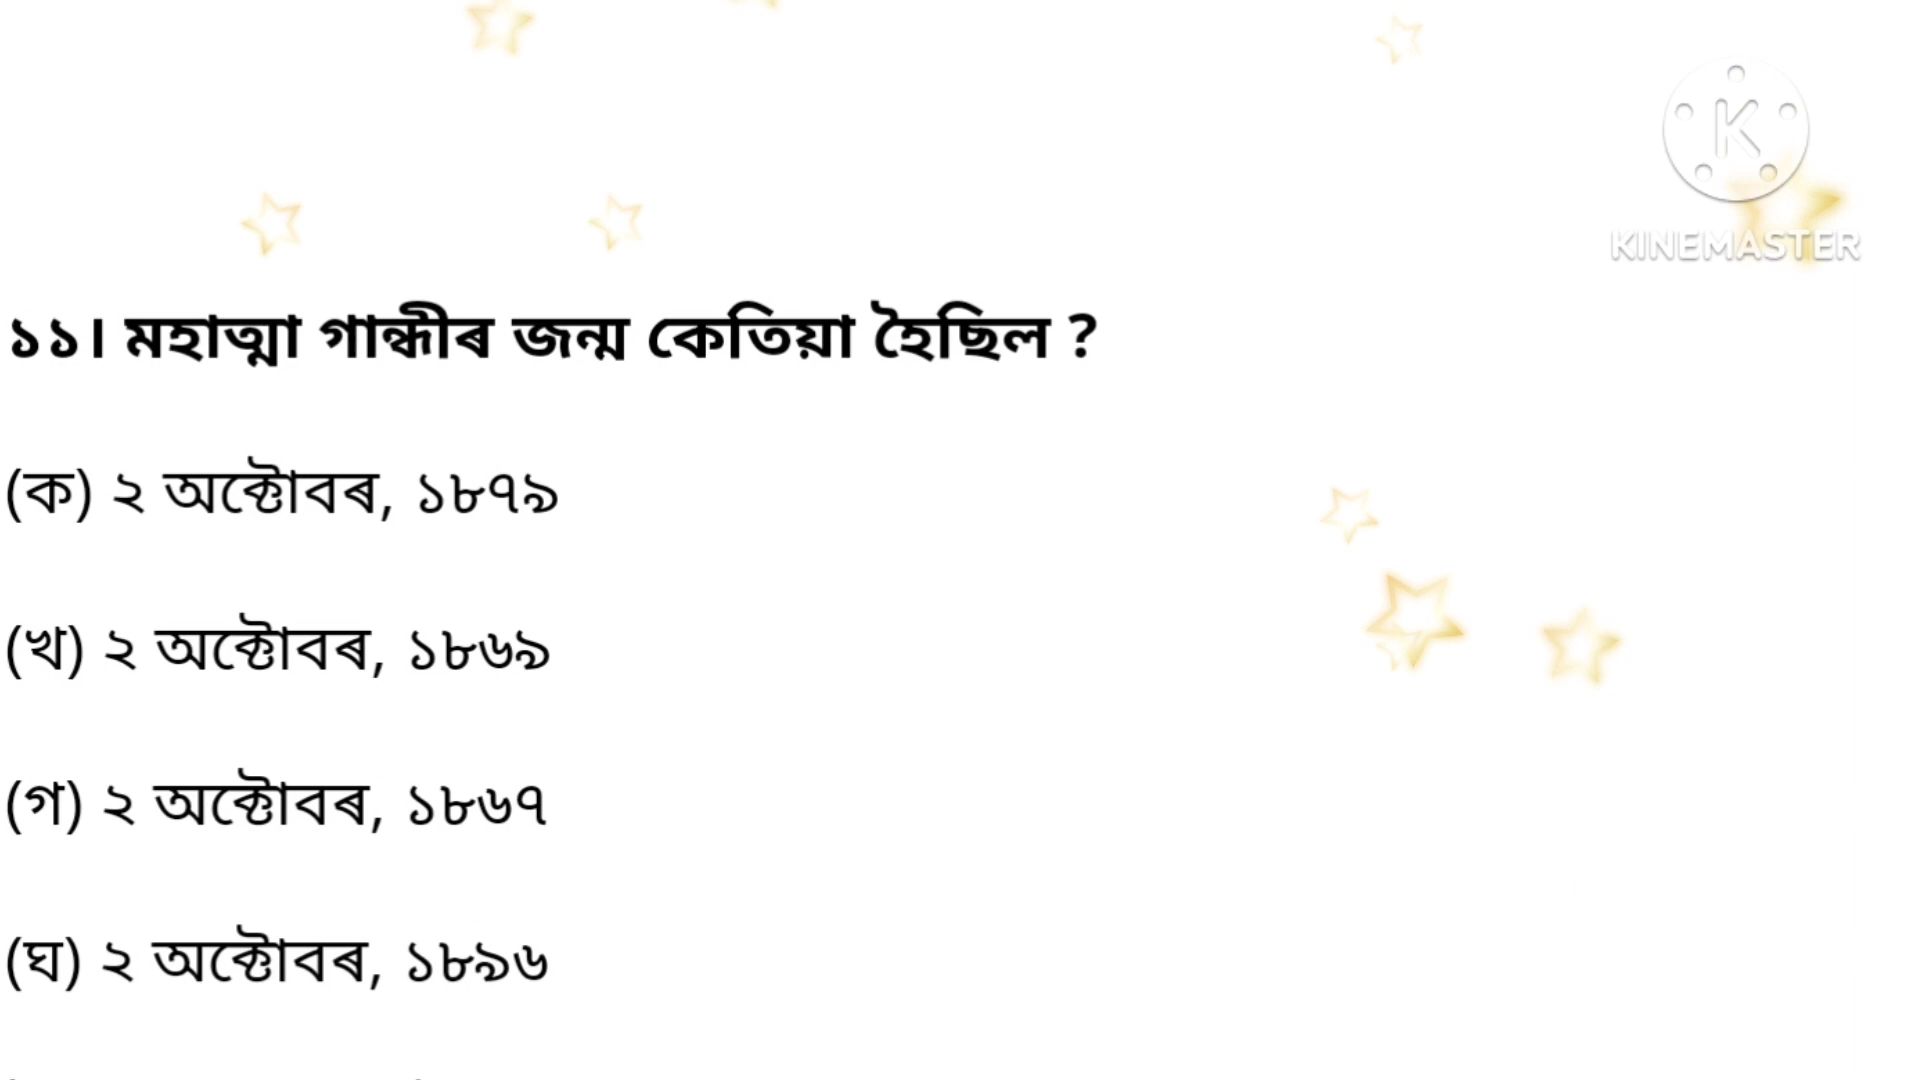 K
KINEMASTER
১১। মহাত্মা গান্ধীৰ জন্ম কেতিয়া হৈছিল ?
(ক) ২ অক্টোবৰ, ১৮৭৯
(খ) ২ অক্টোবৰ, ১৮৬৯
(গ) ২ অক্টোবৰ, ১৮৬৭
(ঘ) ২ অক্টোবৰ, ১৮৯৬